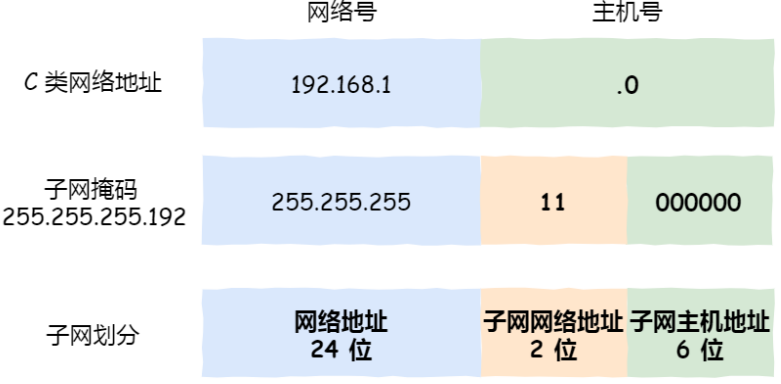 网络号 主机号
C 类网络地址 192.168.1 .0
子网掩码
255.255.255.192 255.255.255 11 000000
子网划分 网络地址 子网网络地址 子网主机地址
24 位 2 位 6 位